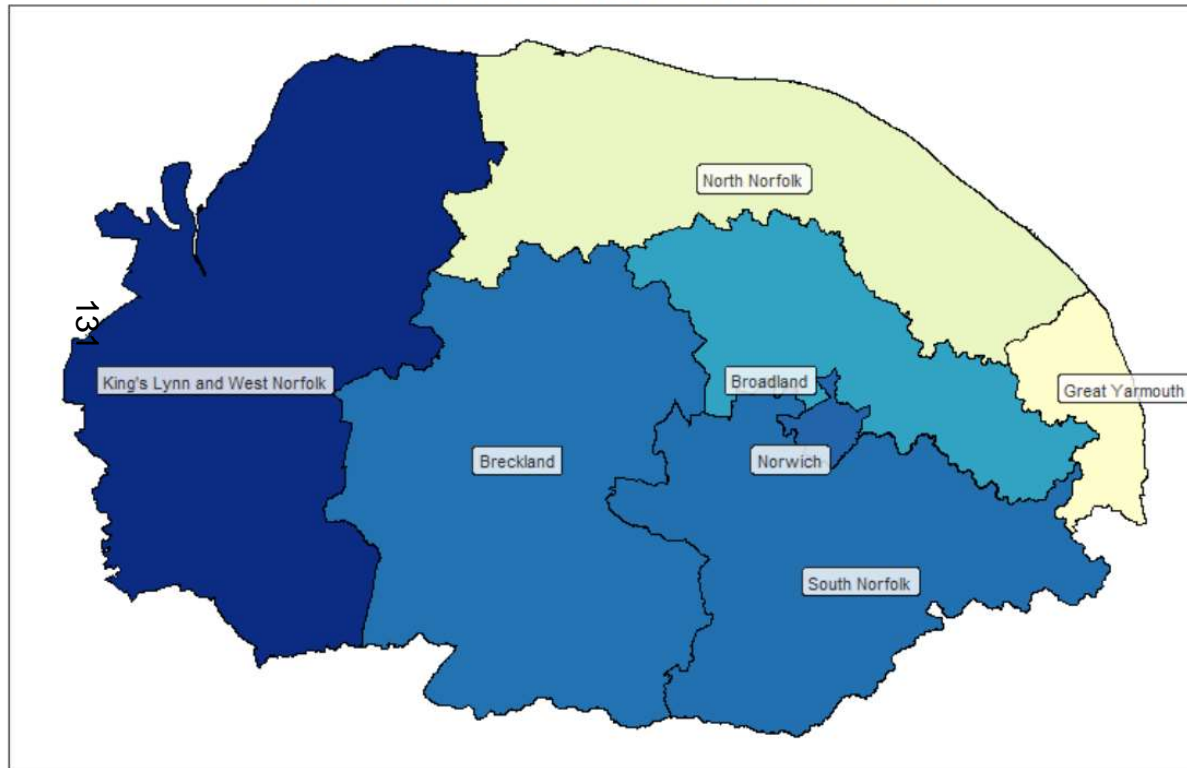 North Norfolk
131
King's Lynn and West Norfolk
Broadland
Great Yarmouth
Breckland
Norwich
South Norfolk